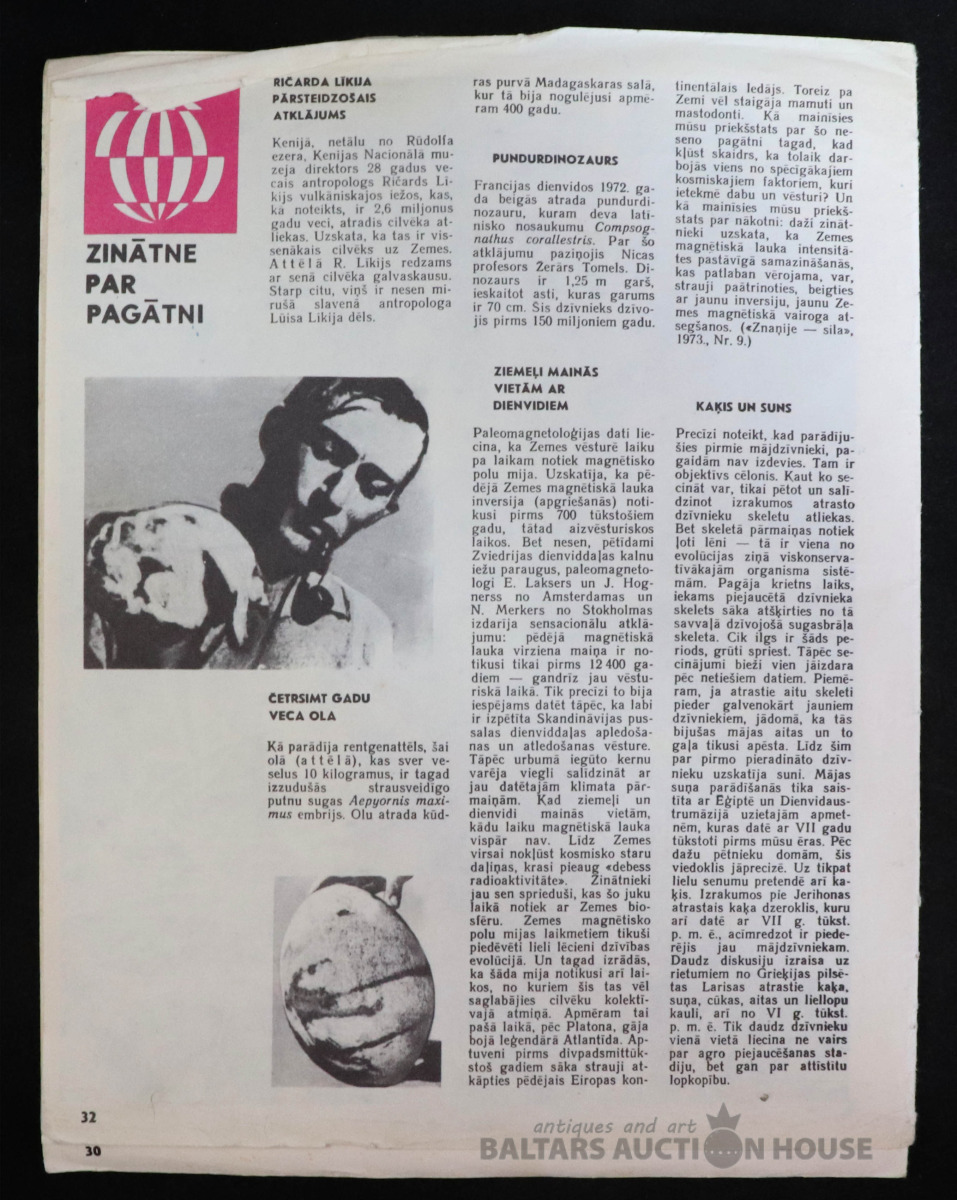 ZINĀTNE
PAR
PAGĀTNI
RIČARDA LĪKIJA
PĀRSTEIDZOŠAIS
ATKLĀJUMS
Ķenijā, netālu no Rūdolfa
ezera, Ķenijas Nacionālā mu-
zeja direktors 28 gadus ve-
cais antropologs Ričards Lī-
kijs vulkāniskajos iežos, kas,
kā noteikts, ir 2,6 miljonus
gadu veci, atradis cilvēka at-
liekas. Uzskata, ka tas ir vis-
senākais cilvēks uz Zemes.
Attēlā R. Līkijs redzams
ar senā cilvēka galvaskausu.
Starp citu, viņš ir nesen mi-
rušā slavenā antropologa
Lūisa Līkija dēls.
ČETRSIMT GADU
VECA OLA
Kā parādīja rentgenattēls, šai
olā (attēlā), kas sver ve-
selus 10 kilogramus, ir tagad
izzudušās strausveidīgo
putnu sugas Aepyornis maxi-
mus embrijs. Olu atrada kūd-
ras purvā Madagaskaras salā,
kur tā bija nogulējusi apmē-
ram 400 gadu.
PUNDURDINOZAURS
Francijas dienvidos 1972. ga-
da beigās atrada pundurdi-
nozauru, kuram deva latī-
nisko nosaukumu Compsog-
nathus corallestris. Par šo
atklājumu paziņojis Nicas
profesors Žerārs Tomels. Di-
nozaurs ir 1,25 m garš,
ieskaitot asti, kuras garums
ir 70 cm. Šis dzīvnieks dzīvo-
jis pirms 150 miljoniem gadu.
ZIEMEĻI MAINĀS
VIETĀM AR
DIENVIDIEM
Paleomagnetoloģijas dati lie-
cina, ka Zemes vēsturē laiku
pa laikam notiek magnētisko
polu mija. Uzskatīja, ka pē-
dējā Zemes magnētiskā lauka
inversija (apgriešanās) noti-
kusi pirms 700 tūkstošiem
gadu, tātad aizvēsturiskos
laikos. Bet nesen, pētīdami
Zviedrijas dienviddaļas kalnu
iežu paraugus, paleomagneto-
logi E. Laksers un J. Hog-
nerss no Amsterdamas un
N. Merkers no Stokholmas
izdarīja sensacionālu atklā-
jumu: pēdējā magnētiskā
lauka virziena maiņa ir no-
tikusi tikai pirms 12 400 ga-
diem — gandrīz jau vēstu-
riskā laikā. Tik precīzi to bija
iespējams datēt tāpēc, ka labi
ir izpētīta Skandināvijas pus-
salas dienviddaļas apledoša-
nas un atledošanas vēsture.
Tāpēc urbumā iegūto kernu
varēja viegli salīdzināt ar
jau datētajām klimata pār-
maiņām. Kad ziemeļi un
dienvidi mainās vietām,
kādu laiku magnētiskā lauka
vispār nav. Līdz Zemes
virsai nokļūst kosmisko staru
daļiņas, krasi pieaug «debess
radioaktivitāte». Zinātnieki
jau sen sprieduši, kas šo juku
laikā notiek ar Zemes bio-
sfēru. Zemes magnētisko
polu mijas laikmetiem tikuši
piedēvēti lieli lēcieni dzīvības
evolūcijā. Un tagad izrādās,
ka šāda mija notikusi arī lai-
kos, no kuriem šis tas vēl
saglabājies cilvēku kolektī-
vajā atmiņā. Apmēram tai
pašā laikā, pēc Platona, gāja
bojā leģendārā Atlantīda. Ap-
tuveni pirms divpadsmittūk-
stoš gadiem sāka strauji at-
kāpties pēdējais Eiropas kon-
tinentālais ledājs. Toreiz pa
Zemi vēl staigāja mamuti un
mastodonti. Kā mainīsies
mūsu priekšstats par šo ne-
seno pagātni tagad, kad
kļūst skaidrs, ka tolaik dar-
bojās viens no spēcīgākajiem
kosmiskajiem faktoriem, kuri
ietekmē dabu un vēsturi? Un
kā mainīsies mūsu priekš-
stats par nākotni: daži zināt-
nieki uzskata, ka Zemes
magnētiskā lauka intensitā-
tes pastāvīgā samazināšanās,
kas patlaban vērojama, var,
strauji paātrinoties, beigties
ar jaunu inversiju, jaunu Ze-
mes magnētiskā vairoga at-
segšanos. («Znaņije — sila»,
1973., Nr. 9.)
KAĶIS UN SUNS
Precīzi noteikt, kad parādīju-
šies pirmie mājdzīvnieki, pa-
gaidām nav izdevies. Tam ir
objektīvs cēlonis. Kaut ko se-
cināt var, tikai pētot un salī-
dzinot izrakumos atrasto
dzīvnieku skeletu atliekas.
Bet skeletā pārmaiņas notiek
ļoti lēni — tā ir viena no
evolūcijas ziņā viskonserva-
tīvākajām organisma sistē-
mām. Pagāja krietns laiks,
iekams piejaucētā dzīvnieka
skelets sāka atšķirties no tā
savvaļā dzīvojošā sugasbrāļa
skeleta. Cik ilgs ir šāds pe-
riods, grūti spriest. Tāpēc se-
cinājumi bieži vien jāizdara
pēc netiešiem datiem. Piemē-
ram, ja atrastie aitu skeleti
pieder galvenokārt jauniem
dzīvniekiem, jādomā, ka tās
bijušas mājas aitas un to
gaļa tikusi apēsta. Līdz šim
par pirmo pieradināto dzīv-
nieku uzskatīja suni. Mājas
suņa parādīšanās tika sais-
tīta ar Ēģiptē un Dienvidaus-
trumāzijā uzietajām apmet-
nēm, kuras datē ar VII gadu
tūkstoti pirms mūsu ēras. Pēc
dažu pētnieku domām, šis
viedoklis jāprecizē. Uz tikpat
lielu senumu pretendē arī ka-
ķis. Izrakumos pie Jerihonas
atrastais kaķa dzeroklis, kuru
arī datē ar VII g. tūkst.
p. m. ē., acīmredzot ir piede-
rējis jau mājdzīvniekam.
Daudz diskusiju izraisa uz
rietumiem no Grieķijas pilsē-
tas Larisas atrastie kaķa,
suņa, cūkas, aitas un liellopu
kauli, arī no VI g. tūkst.
p. m. ē. Tik daudz dzīvnieku
vienā vietā liecina ne vairs
par agro piejaucēšanas sta-
diju, bet gan par attīstītu
lopkopību.
32
30
antiques and art
BALTARS AUCTION HOUSE